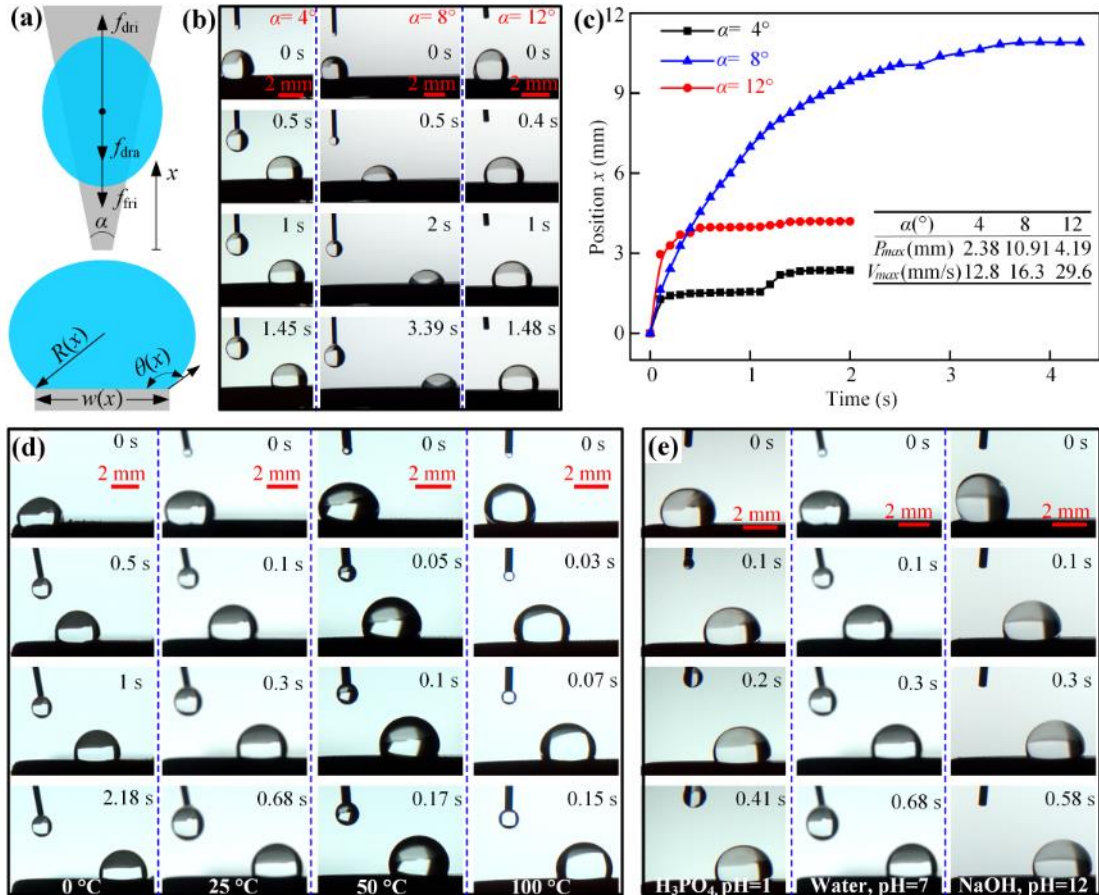 (a)
f_dri
f_dra
x
f_fri
α
R(x)
θ(x)
w(x)
(b)
α= 4° α= 8° α= 12°
0s 0s 0s
2 mm 2 mm 2 mm
0.5 s 0.5 s 0.4 s
1 s 2 s 1 s
1.45 s 3.39 s 1.48 s
(c)
12
9
6
3
0
Position x (mm)
α= 4°
α= 8°
α= 12°
α(°) 4 8 12
P_max(mm) 2.38 10.91 4.19
V_max(mm/s) 12.8 16.3 29.6
0 1 2 3 4
Time (s)
(d)
0 s 0 s 0 s 0 s
2 mm 2 mm 2 mm 2 mm
0.5 s 0.1 s 0.05 s 0.03 s
1 s 0.3 s 0.1 s 0.07 s
2.18 s 0.68 s 0.17 s 0.15 s
0 °C 25 °C 50 °C 100 °C
(e)
0 s 0 s 0 s
2 mm 2 mm 2 mm
0.1 s 0.1 s 0.1 s
0.2 s 0.3 s 0.3 s
0.41 s 0.68 s 0.58 s
H₃PO₄, pH=1 Water, pH=7 NaOH, pH=12